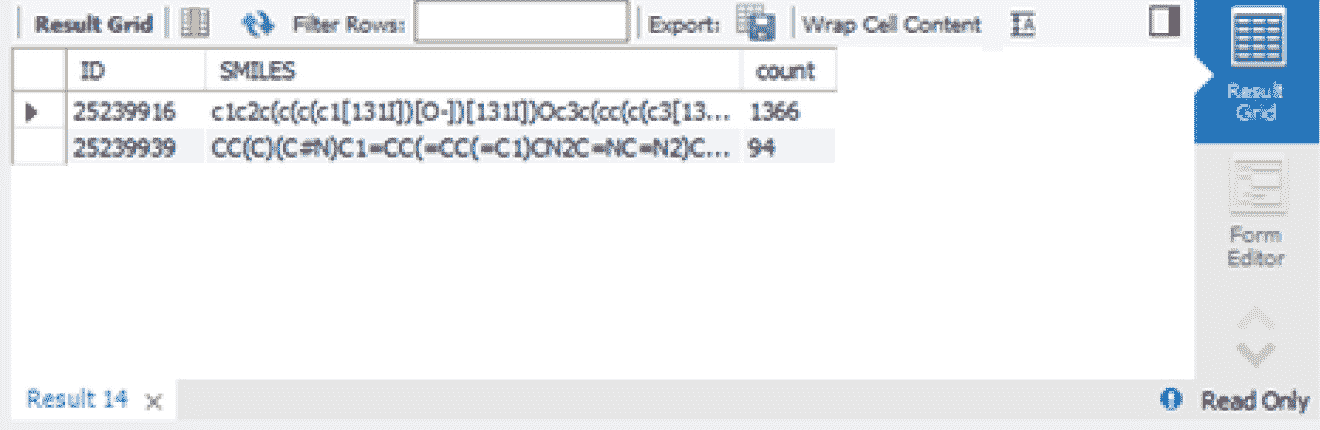 Result Grid Filter Rows: Export: Wrap Cell Content
ID SMILES count
25239916 c1c2c(c(c(c1[131I])[O-])[131I])Oc3c(cc(c(c3[13... 1366
25239939 CC(C)(C#N)C1=CC(=CC(=C1)CN2C=NC=N2)C... 94
Result
Grid
Form
Editor
Result 14
Read Only